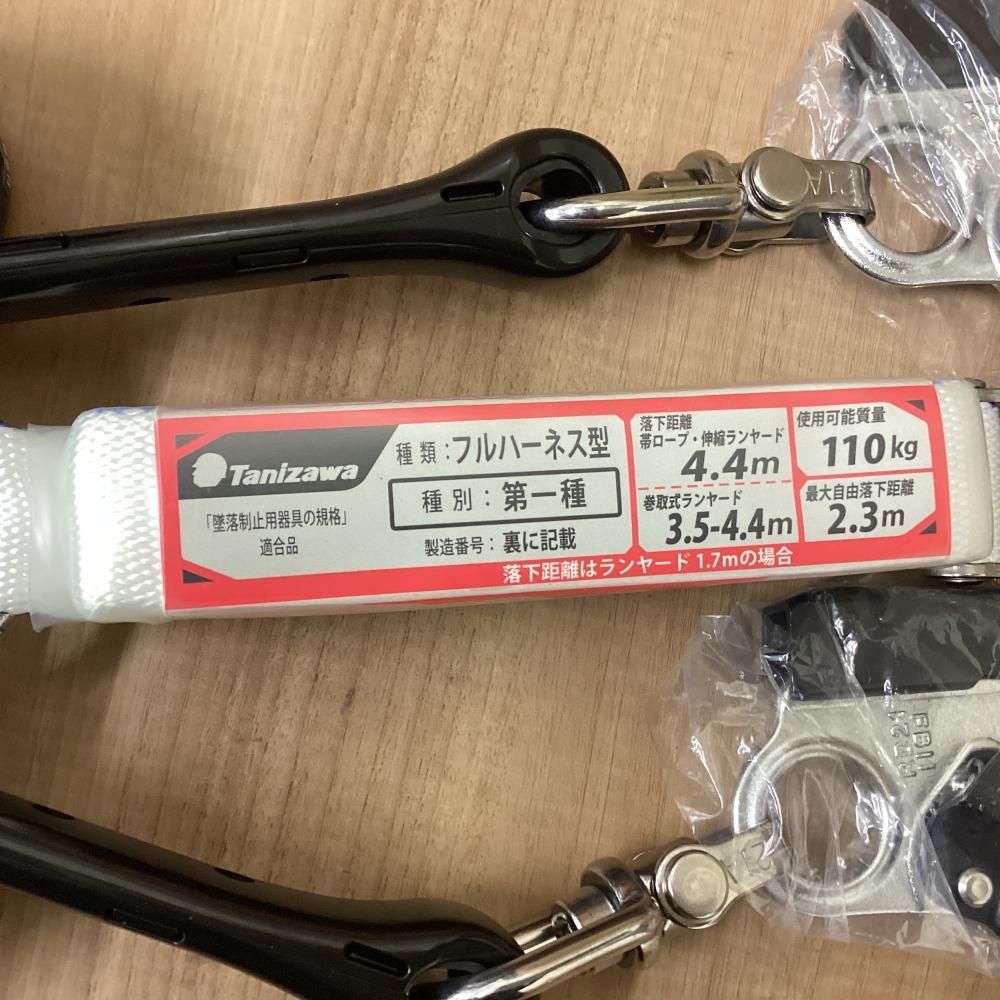 Tanizawa
「墜落制止用器具の規格」
適合品
種類：フルハーネス型
種別：第一種
製造番号：裏に記載
落下距離
帯ロープ・伸縮ランヤード
4.4m
巻取式ランヤード
3.5-4.4m
使用可能質量
110kg
最大自由落下距離
2.3m
落下距離はランヤード1.7mの場合
RD21